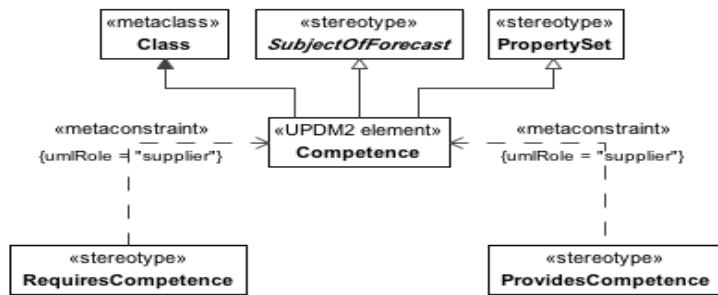 «metaclass»
Class
«stereotype»
SubjectOfForecast
«stereotype»
PropertySet
«metaconstraint»
{umlRole = "supplier"}
«UPDM2 element»
Competence
«metaconstraint»
{umlRole = "supplier"}
«stereotype»
RequiresCompetence
«stereotype»
ProvidesCompetence